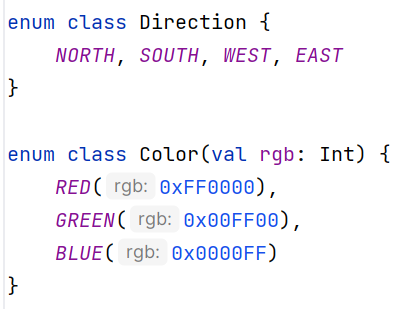 enum class Direction {
    NORTH, SOUTH, WEST, EAST
}

enum class Color(val rgb: Int) {
    RED( rgb: 0xFF0000),
    GREEN( rgb: 0x00FF00),
    BLUE( rgb: 0x0000FF)
}